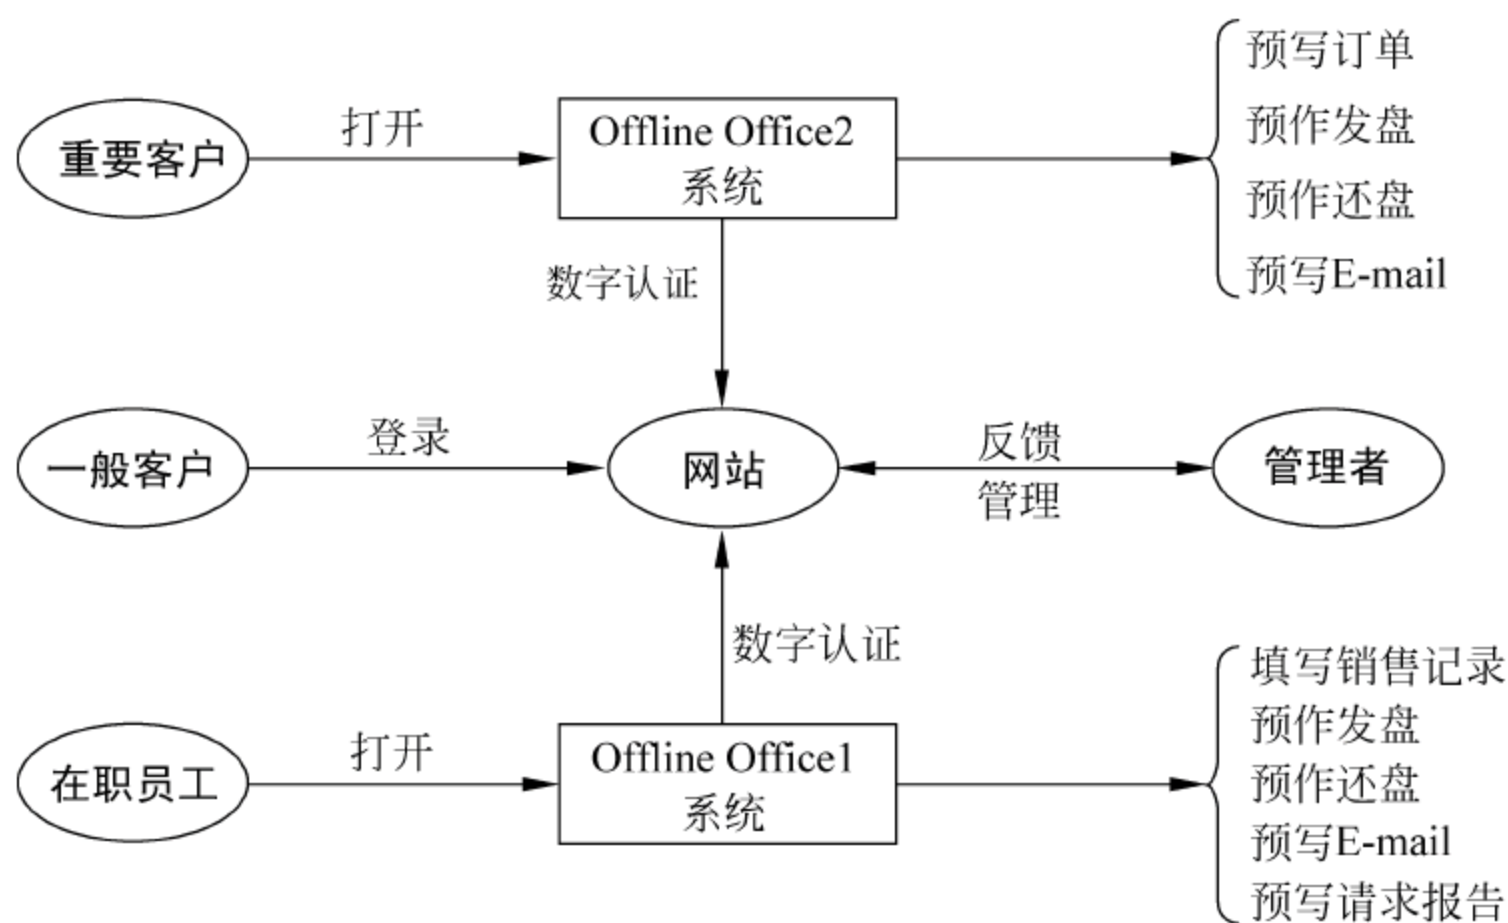 预写订单
打开
Offline Office2
系统
预作发盘
重要客户
预作还盘
数字认证
预写E-mail
登录
反馈
一般客户
网站
管理者
管理
数字认证
填写销售记录
打开
Offline Office1
系统
预作发盘
在职员工
预作还盘
预写E-mail
预写请求报告